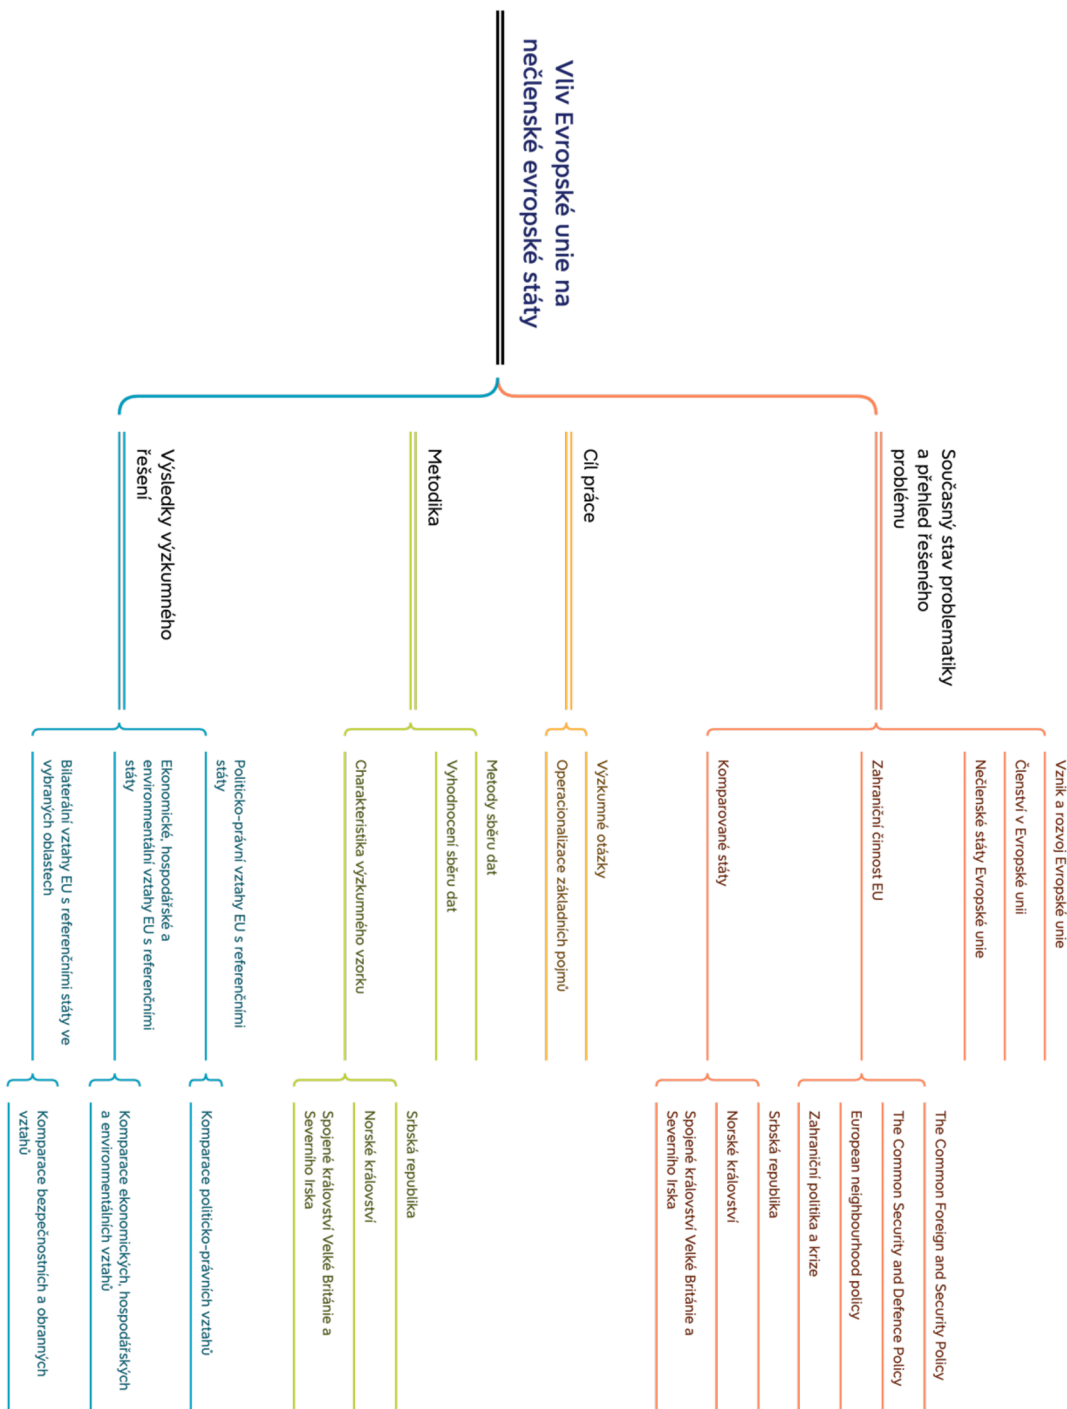 Vliv Evropské unie na
nečlenské evropské státy
Současný stav problematiky
a přehled řešeného
problému
Vznik a rozvoj Evropské unie
Členství v Evropské unii
Nečlenské státy Evropské unie
Zahraniční činnost EU
The Common Foreign and Security Policy
The Common Security and Defence Policy
European neighbourhood policy
Zahraniční politika a krize
Komparované státy
Srbská republika
Norské království
Spojené království Velké Británie a
Severního Irska
Cíl práce
Výzkumné otázky
Operacionalizace základních pojmů
Metodika
Metody sběru dat
Vyhodnocení sběru dat
Charakteristika výzkumného vzorku
Srbská republika
Norské království
Spojené království Velké Británie a
Severního Irska
Výsledky výzkumného
řešení
Politicko-právní vztahy EU s referenčními
státy
Komparace politicko-právních vztahů
Ekonomické, hospodářské a
environmentální vztahy EU s referenčními
státy
Komparace ekonomických, hospodářských
a environmentálních vztahů
Bilaterální vztahy EU s referenčními státy ve
vybraných oblastech
Komparace bezpečnostních a obranných
vztahů